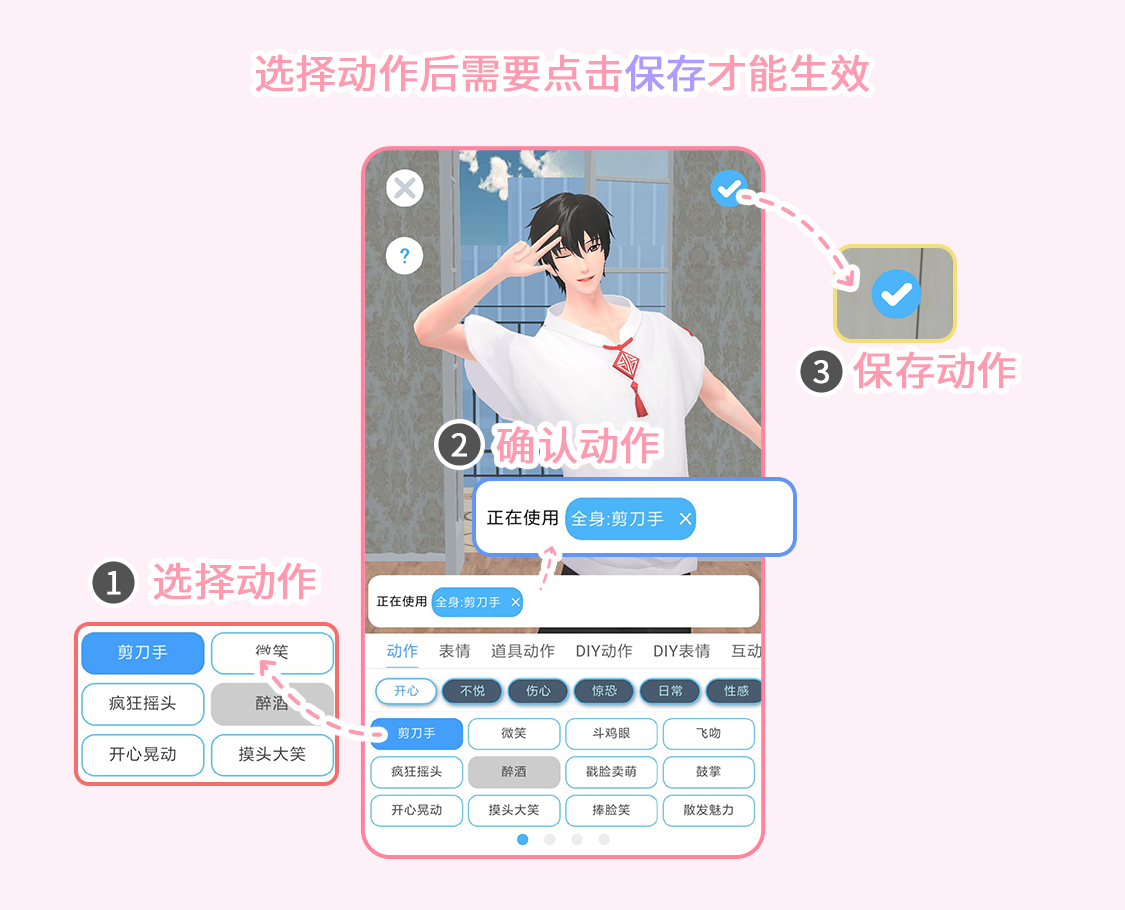 选择动作后需要点击保存才能生效
?
3 保存动作
2 确认动作
正在使用 全身:剪刀手 ×
1 选择动作
剪刀手 微笑
疯狂摇头 醉酒
开心晃动 摸头大笑
正在使用 全身:剪刀手 ×
动作 表情 道具动作 DIY动作 DIY表情 互动
开心 不悦 伤心 惊恐 日常 性感
剪刀手 微笑 斗鸡眼 飞吻
疯狂摇头 醉酒 戳脸卖萌 鼓掌
开心晃动 摸头大笑 捧脸笑 散发魅力